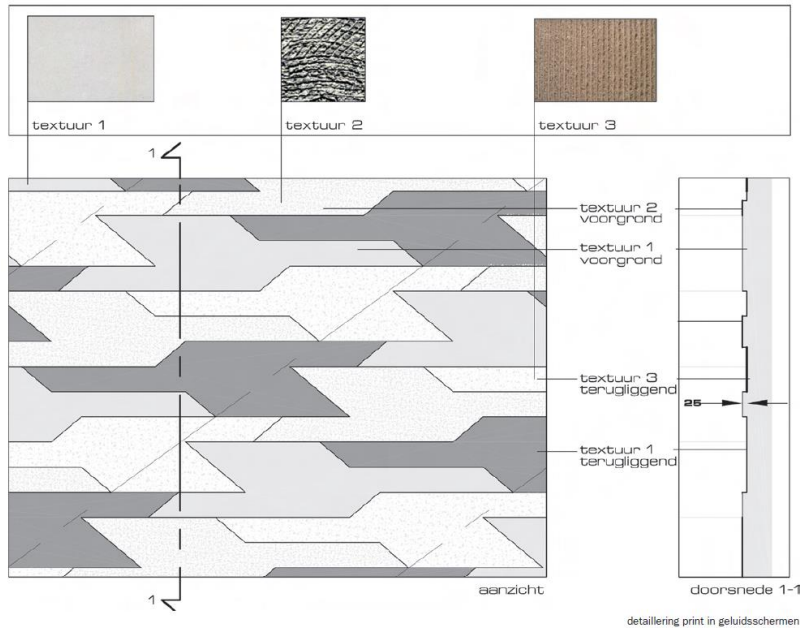 textuur 1
textuur 2
textuur 3
1
textuur 2
voorgrond
textuur 1
voorgrond
textuur 3
terugliggend
25
textuur 1
terugliggend
1
aanzicht
doorsnede 1-1
detaillering print in geluidsschermen